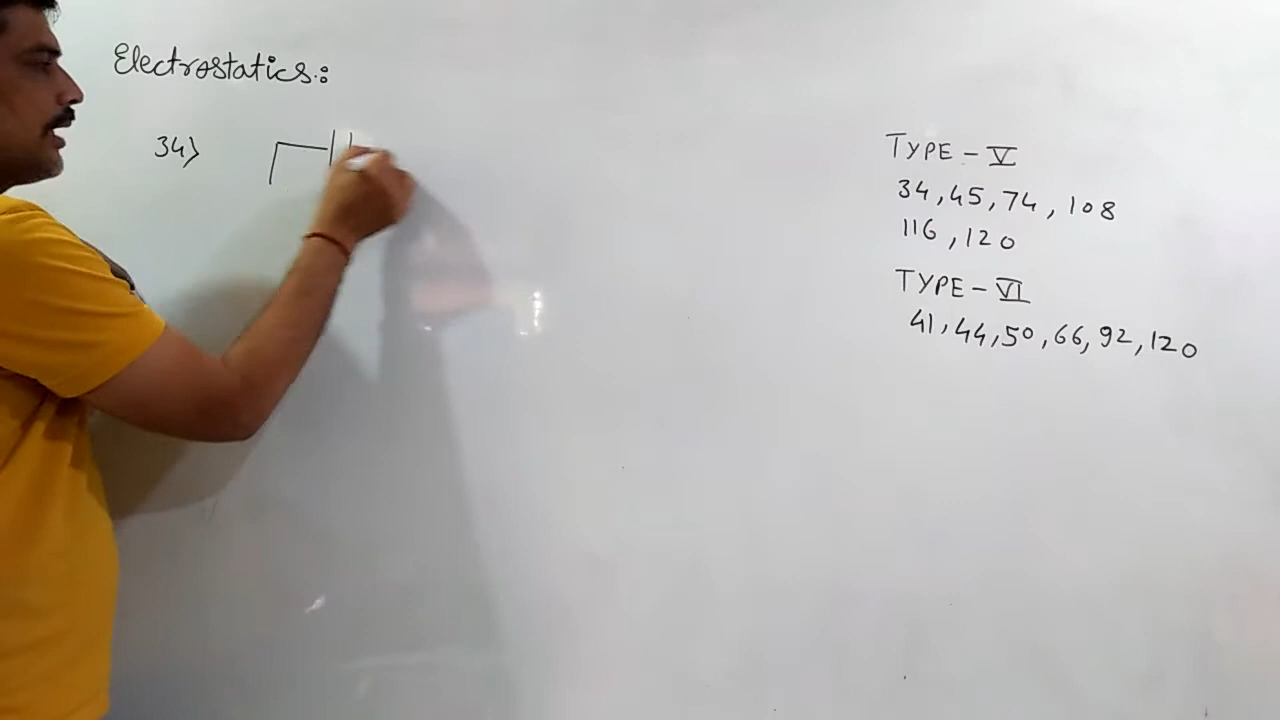 Electrostatics:
34)
TYPE - V
34, 45, 74, 108
116, 120
TYPE - VI
41, 44, 50, 66, 92, 120